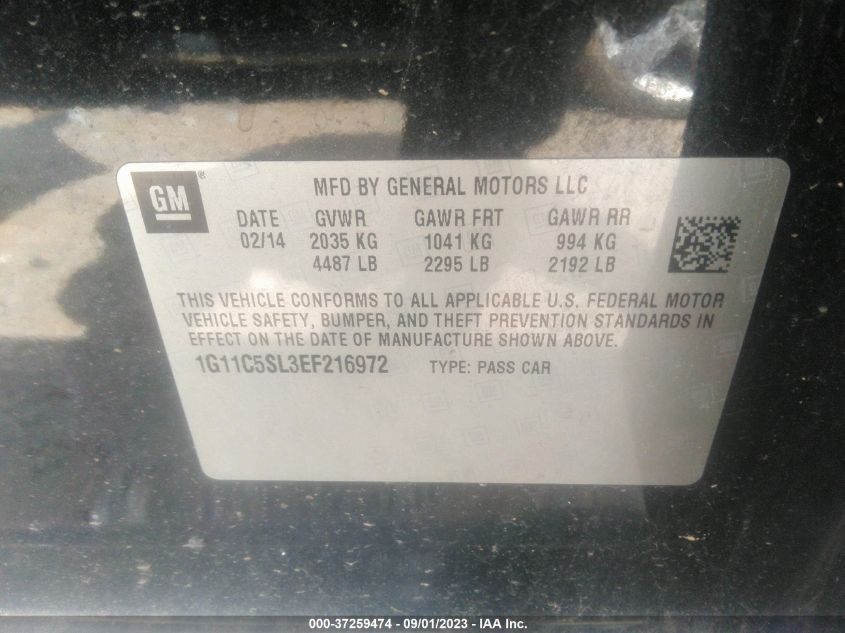 GM ®
MFD BY GENERAL MOTORS LLC
DATE GVWR GAWR FRT GAWR RR
02/14 2035 KG 1041 KG 994 KG
4487 LB 2295 LB 2192 LB
THIS VEHICLE CONFORMS TO ALL APPLICABLE U.S. FEDERAL MOTOR
VEHICLE SAFETY, BUMPER, AND THEFT PREVENTION STANDARDS IN
EFFECT ON THE DATE OF MANUFACTURE SHOWN ABOVE.
1G11C5SL3EF216972 TYPE: PASS CAR
000-37259474 - 09/01/2023 - IAA Inc.